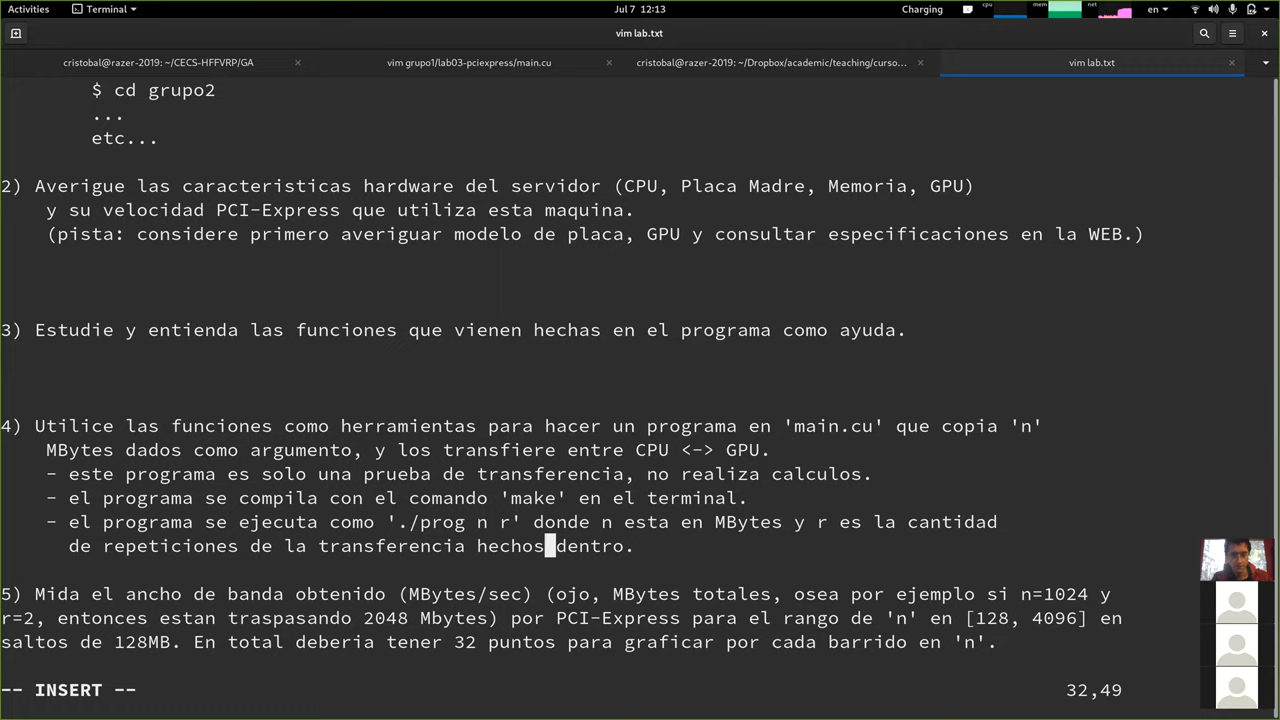 Activities Terminal Jul 7 12:13 Charging cpu mem net en
vim lab.txt
cristobal@razer-2019: ~/CECS-HFFVRP/GA vim grupo1/lab03-pciexpress/main.cu cristobal@razer-2019: ~/Dropbox/academic/teaching/curso... vim lab.txt
$ cd grupo2
...
etc...
2) Averigue las caracteristicas hardware del servidor (CPU, Placa Madre, Memoria, GPU)
y su velocidad PCI-Express que utiliza esta maquina.
(pista: considere primero averiguar modelo de placa, GPU y consultar especificaciones en la WEB.)
3) Estudie y entienda las funciones que vienen hechas en el programa como ayuda.
4) Utilice las funciones como herramientas para hacer un programa en 'main.cu' que copia 'n'
MBytes dados como argumento, y los transfiere entre CPU <-> GPU.
- este programa es solo una prueba de transferencia, no realiza calculos.
- el programa se compila con el comando 'make' en el terminal.
- el programa se ejecuta como './prog n r' donde n esta en MBytes y r es la cantidad
de repeticiones de la transferencia hechos dentro.
5) Mida el ancho de banda obtenido (MBytes/sec) (ojo, MBytes totales, osea por ejemplo si n=1024 y
r=2, entonces estan traspasando 2048 Mbytes) por PCI-Express para el rango de 'n' en [128, 4096] en
saltos de 128MB. En total deberia tener 32 puntos para graficar por cada barrido en 'n'.
-- INSERT -- 32,49